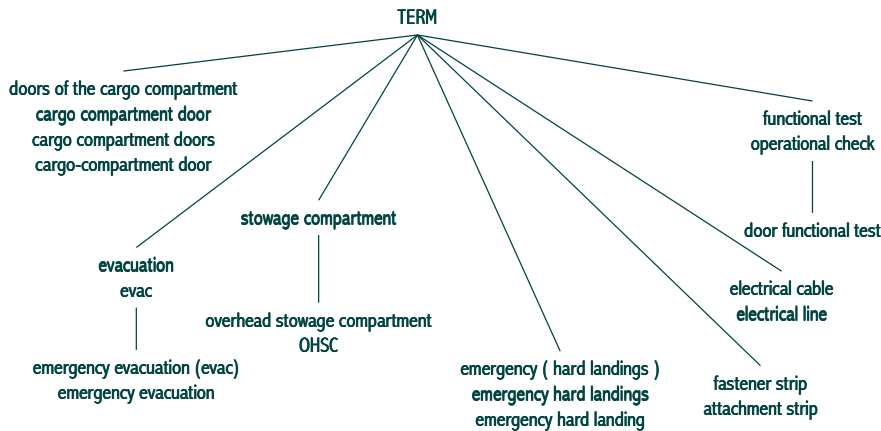 TERM
doors of the cargo compartment
cargo compartment door
cargo compartment doors
cargo-compartment door
functional test
operational check
stowage compartment
door functional test
evacuation
evac
electrical cable
electrical line
overhead stowage compartment
OHSC
emergency evacuation (evac)
emergency evacuation
emergency ( hard landings )
emergency hard landings
emergency hard landing
fastener strip
attachment strip